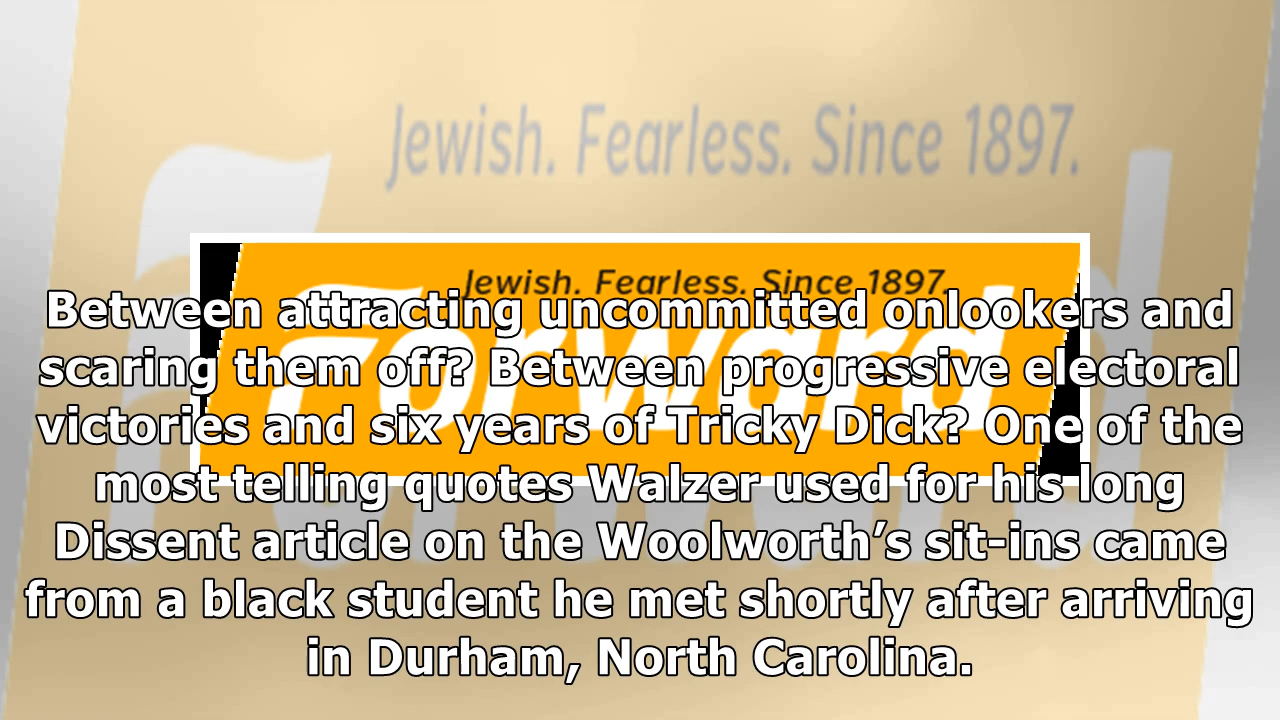 Jewish. Fearless. Since 1897.
Jewish. Fearless. Since 1897.
Forward
Between attracting uncommitted onlookers and
scaring them off? Between progressive electoral
victories and six years of Tricky Dick? One of the
most telling quotes Walzer used for his long
Dissent article on the Woolworth’s sit-ins came
from a black student he met shortly after arriving
in Durham, North Carolina.